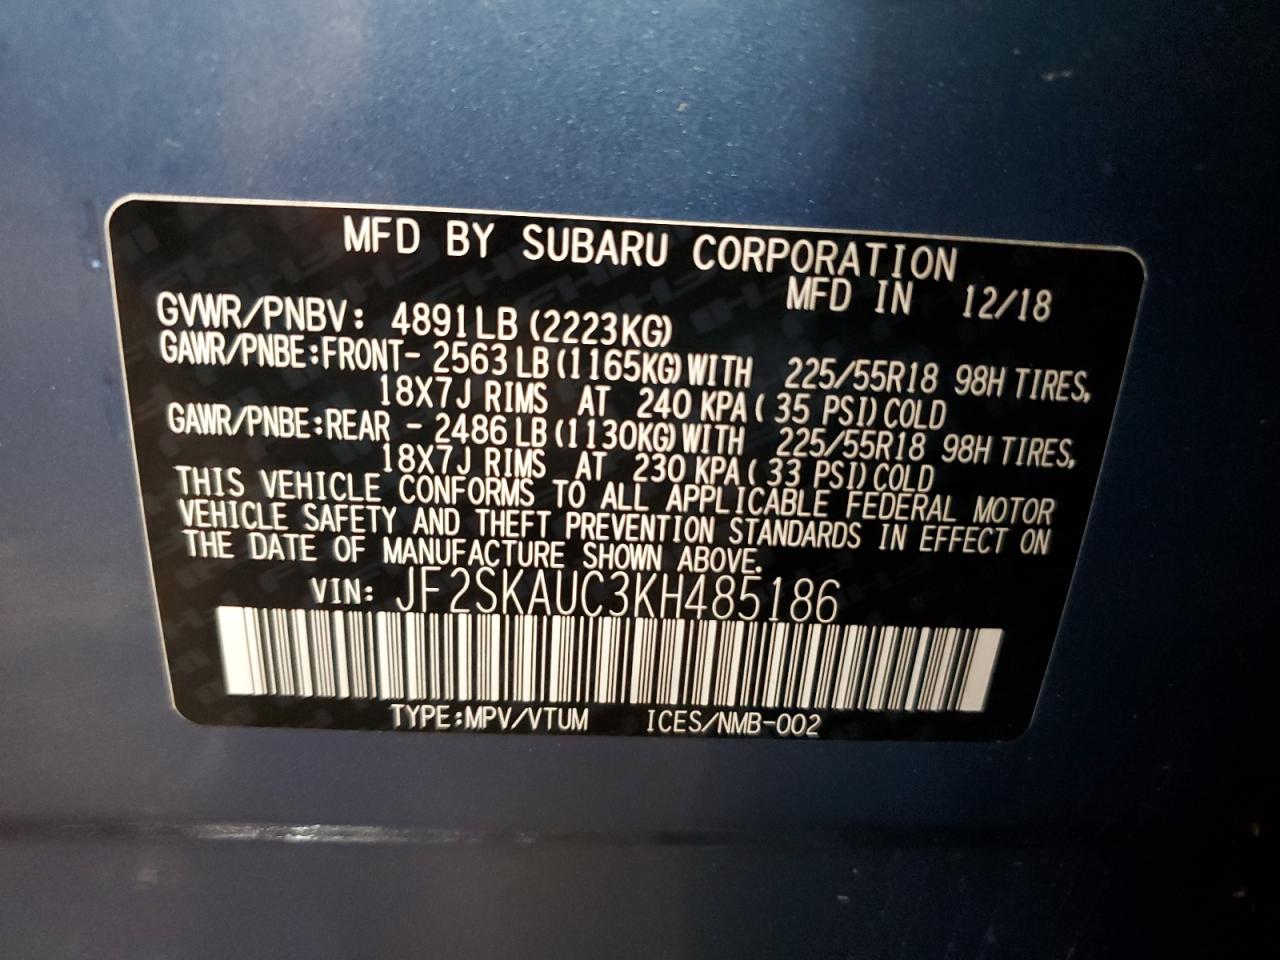 MFD BY SUBARU CORPORATION
MFD IN 12/18
GVWR/PNBV: 4891LB (2223KG)
GAWR/PNBE:FRONT- 2563 LB (1165KG) WITH 225/55R18 98H TIRES,
18X7J RIMS AT 240 KPA ( 35 PSI) COLD
GAWR/PNBE:REAR - 2486 LB (1130KG) WITH 225/55R18 98H TIRES,
18X7J RIMS AT 230 KPA ( 33 PSI) COLD
THIS VEHICLE CONFORMS TO ALL APPLICABLE FEDERAL MOTOR
VEHICLE SAFETY AND THEFT PREVENTION STANDARDS IN EFFECT ON
THE DATE OF MANUFACTURE SHOWN ABOVE.
VIN: JF2SKAUC3KH485186
TYPE:MPV/VTUM ICES/NMB-002